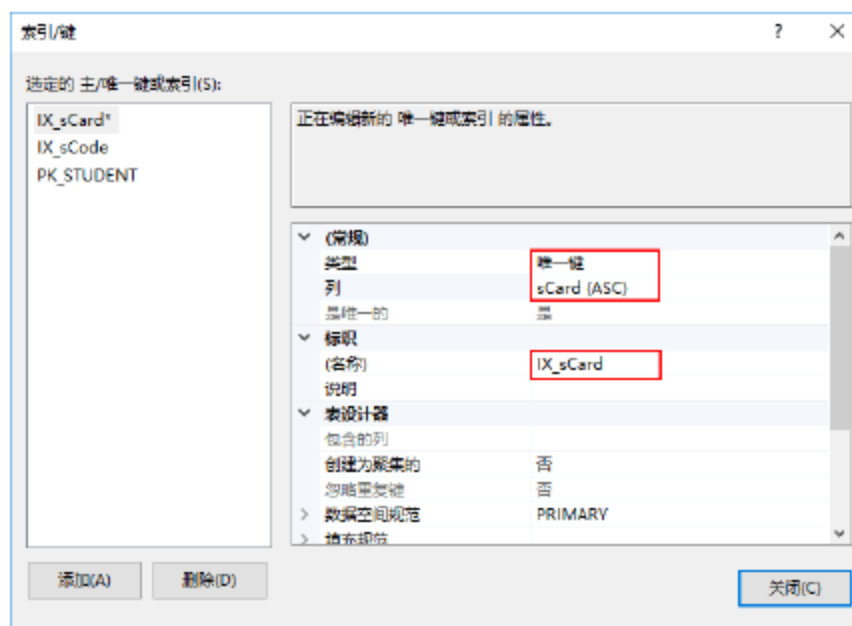 索引/键
选定的 主/唯一键或索引(S):
IX_sCard*
IX_sCode
PK_STUDENT
正在编辑新的 唯一键或索引 的属性。
(常规)
类型 唯一键
列 sCard (ASC)
是唯一的 是
标识
(名称) IX_sCard
说明
表设计器
包含的列
创建为聚集的 否
忽略重复键 否
数据空间规范 PRIMARY
填充规范
添加(A) 删除(D)
关闭(C)